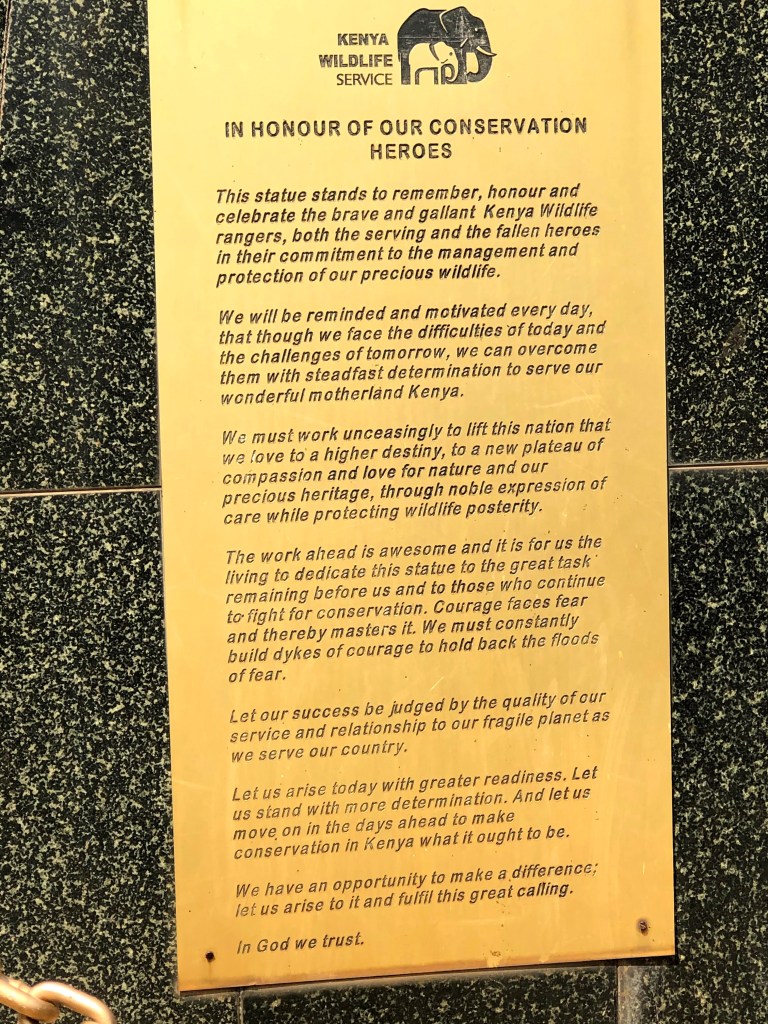 KENYA
WILDLIFE
SERVICE
IN HONOUR OF OUR CONSERVATION
HEROES
This statue stands to remember, honour and
celebrate the brave and gallant Kenya Wildlife
rangers, both the serving and the fallen heroes
in their commitment to the management and
protection of our precious wildlife.
We will be reminded and motivated every day,
that though we face the difficulties of today and
the challenges of tomorrow, we can overcome
them with steadfast determination to serve our
wonderful motherland Kenya.
We must work unceasingly to lift this nation that
we love to a higher destiny, to a new plateau of
compassion and love for nature and our
precious heritage, through noble expression of
care while protecting wildlife posterity.
The work ahead is awesome and it is for us the
living to dedicate this statue to the great task
remaining before us and to those who continue
to fight for conservation. Courage faces fear
and thereby masters it. We must constantly
build dykes of courage to hold back the floods
of fear.
Let our success be judged by the quality of our
service and relationship to our fragile planet as
we serve our country.
Let us arise today with greater readiness. Let
us stand with more determination. And let us
move on in the days ahead to make
conservation in Kenya what it ought to be.
We have an opportunity to make a difference;
let us arise to it and fulfil this great calling.
In God we trust.